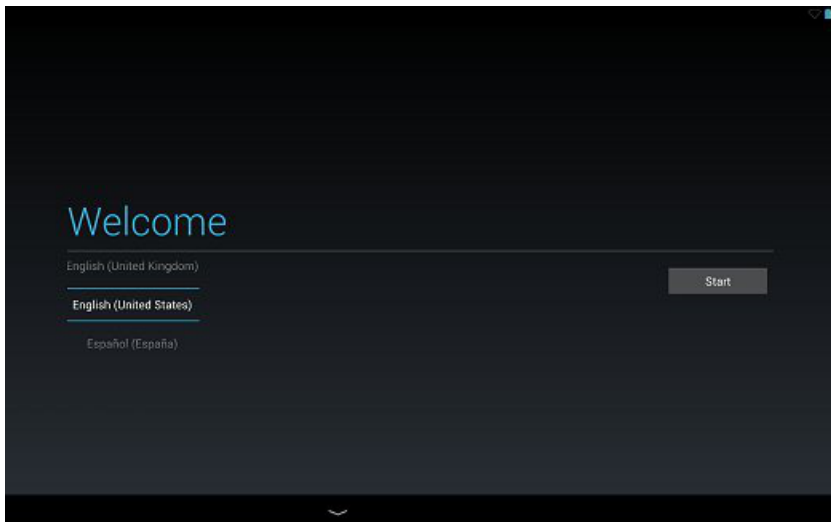 Welcome
English (United Kingdom)
Start
English (United States)
Español (España)